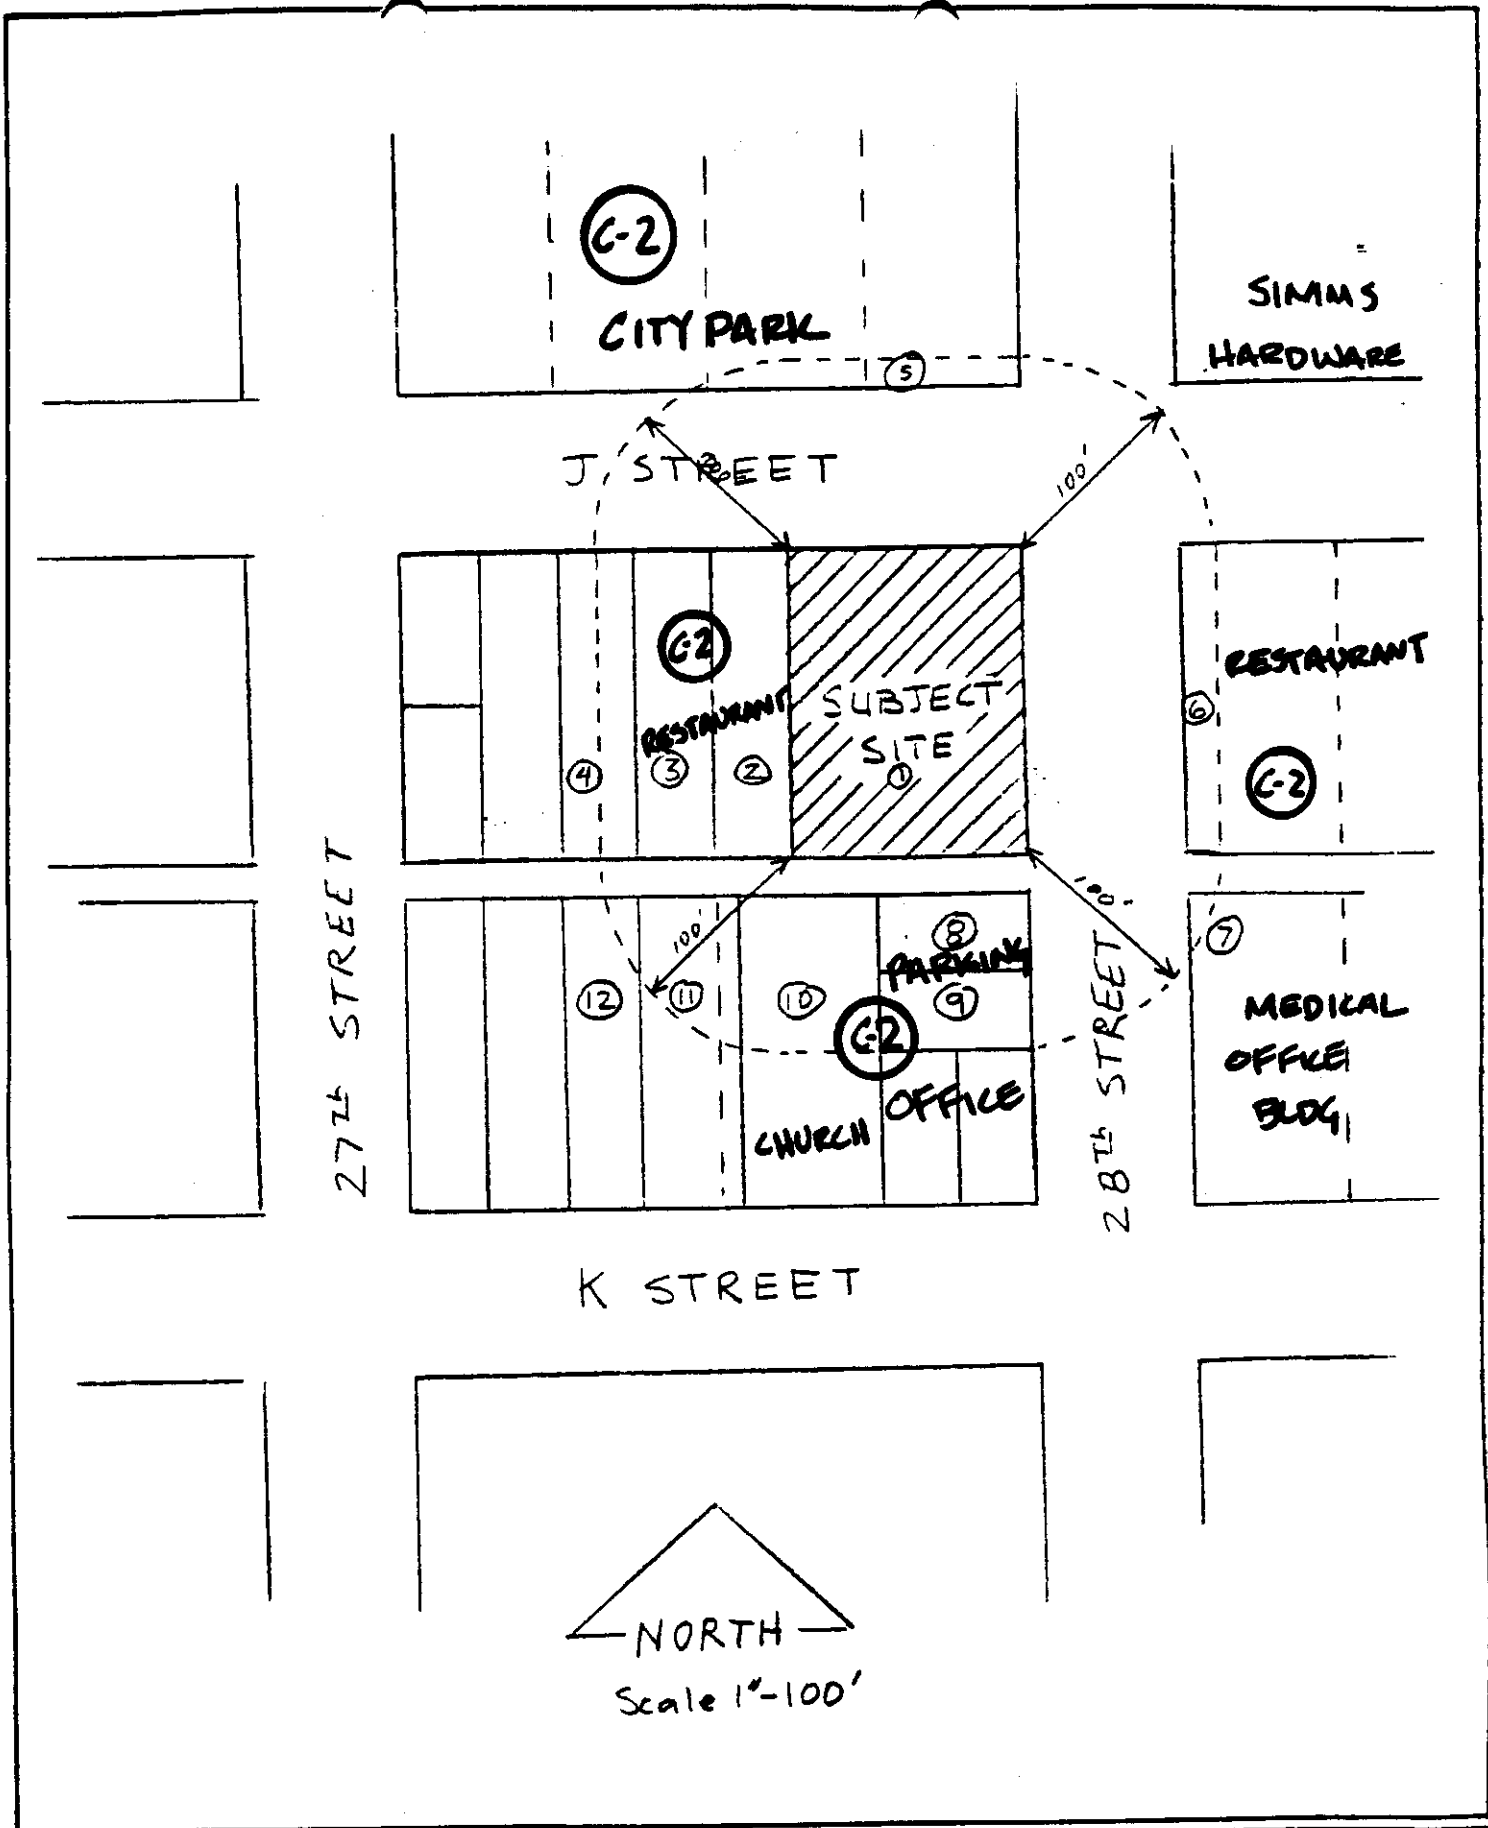 C-2
CITY PARK
SIMMS
HARDWARE
5
J STREET
100'
C-2
RESTAURANT
4
3
2
SUBJECT
SITE
1
RESTAURANT
6
C-2
27th STREET
100'
100'
12
11
10
8
PARKING
9
C-2
OFFICE
CHURCH
28th STREET
7
MEDICAL
OFFICE
BLDG
K STREET
NORTH
Scale 1"-100'